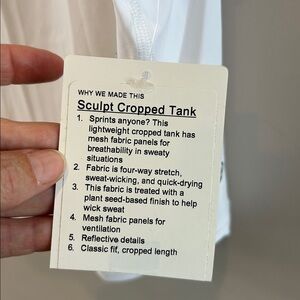 WHY WE MADE THIS
Sculpt Cropped Tank
1. Sprints anyone? This
lightweight cropped tank has
mesh fabric panels for
breathability in sweaty
situations
2. Fabric is four-way stretch,
sweat-wicking, and quick-drying
3. This fabric is treated with a
plant seed-based finish to help
wick sweat
4. Mesh fabric panels for
ventilation
5. Reflective details
6. Classic fit, cropped length